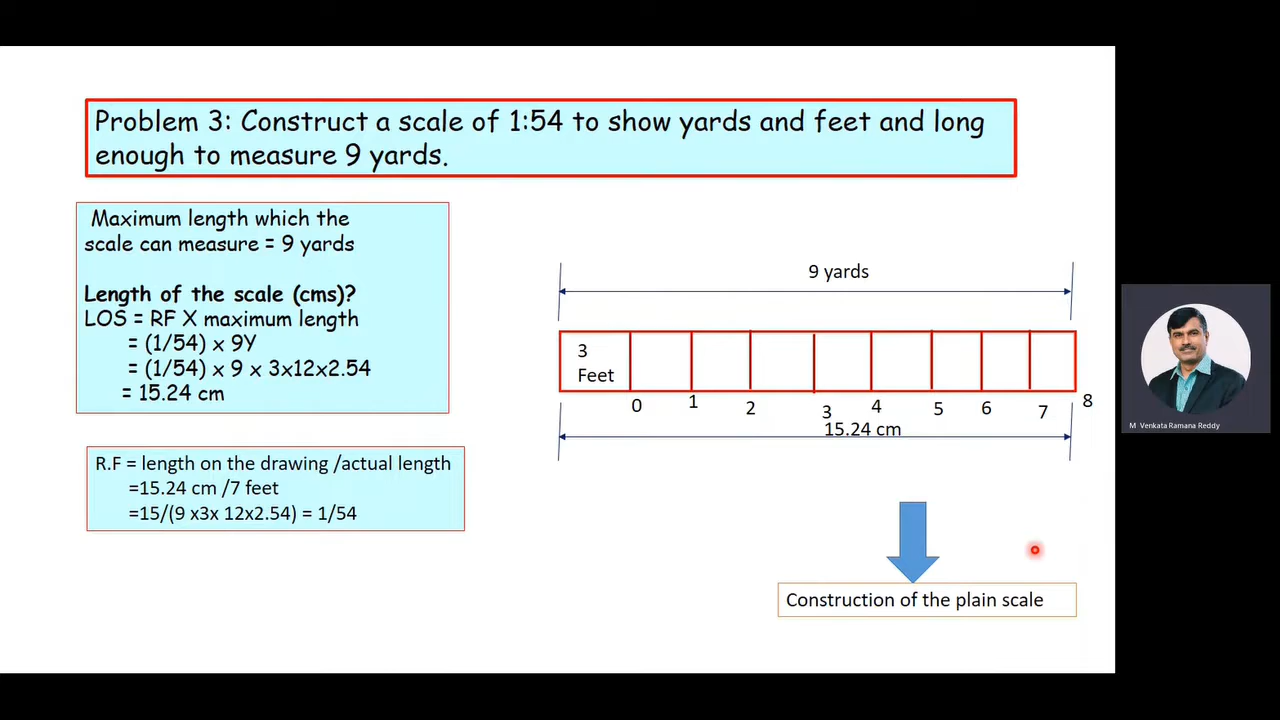 Problem 3: Construct a scale of 1:54 to show yards and feet and long
enough to measure 9 yards.
Maximum length which the
scale can measure = 9 yards
Length of the scale (cms)?
LOS = RF X maximum length
= (1/54) x 9Y
= (1/54) x 9 x 3x12x2.54
= 15.24 cm
R.F = length on the drawing /actual length
=15.24 cm /7 feet
=15/(9 x3x 12x2.54) = 1/54
9 yards
3
Feet
0 1 2 3 4 5 6 7 8
15.24 cm
Construction of the plain scale
M Venkata Ramana Reddy